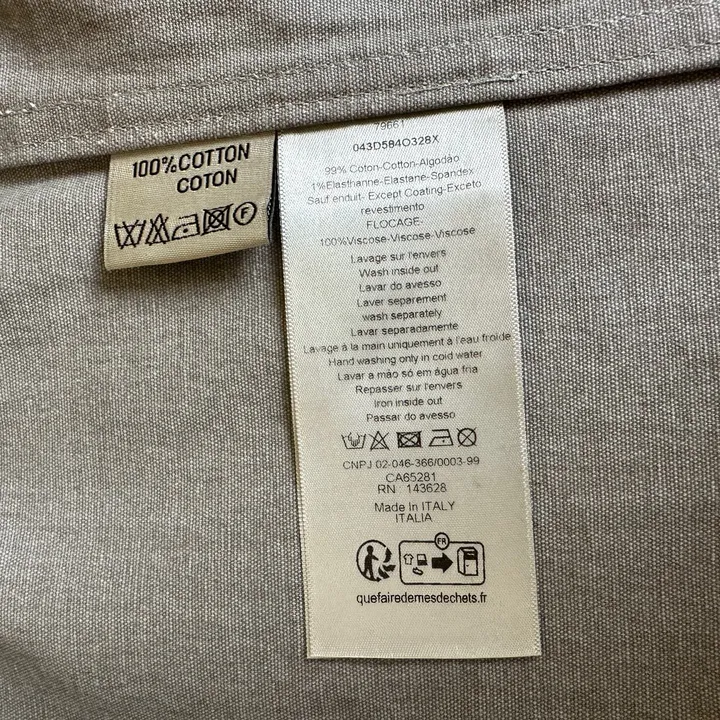 100%COTTON
COTON
F
79661
043D584O328X
99% Coton-Cotton-Algodão
1%Elasthanne-Elastane-Spandex
Sauf enduit- Except Coating-Exceto
revestimento
FLOCAGE.
100%Viscose-Viscose-Viscose
Lavage sur l'envers
Wash inside out
Lavar do avesso
Laver separement
wash separately
Lavar separadamente
Lavage à la main uniquement à l'eau froide
Hand washing only in cold water
Lavar a mão só em água fria
Repasser sur l'envers
Iron inside out
Passar do avesso
CNPJ 02-046-366/0003-99
CA65281
RN 143628
Made In ITALY
ITALIA
FR
quefairedemesdechets.fr